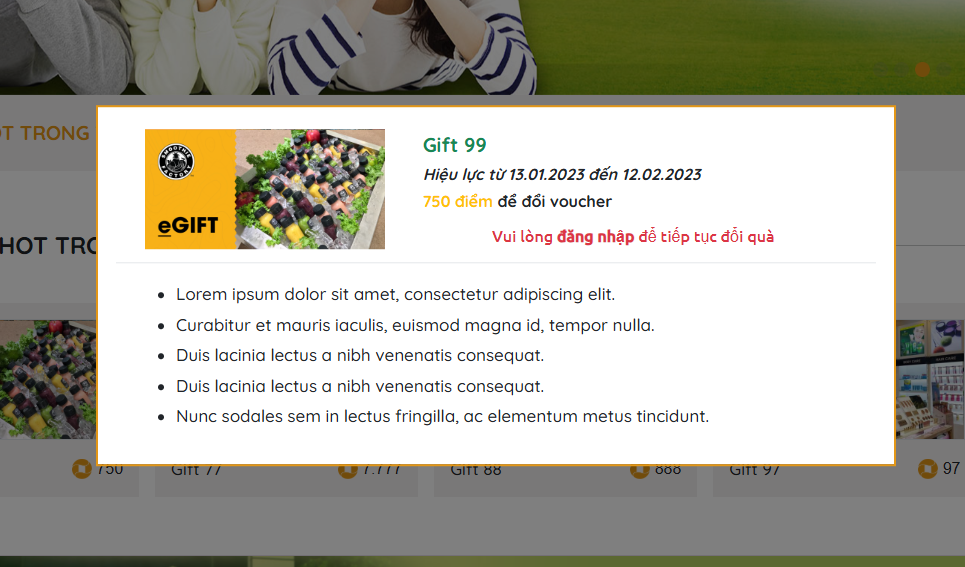 OT TRONG
SMOOTHIE
FACTORY
eGIFT
Gift 99
Hiệu lực từ 13.01.2023 đến 12.02.2023
750 điểm để đổi voucher
Vui lòng đăng nhập để tiếp tục đổi quà
HOT TRO
Lorem ipsum dolor sit amet, consectetur adipiscing elit.
Curabitur et mauris iaculis, euismod magna id, tempor nulla.
Duis lacinia lectus a nibh venenatis consequat.
Duis lacinia lectus a nibh venenatis consequat.
Nunc sodales sem in lectus fringilla, ac elementum metus tincidunt.
750
Gift 77 7.777
Gift 88 888
Gift 97 97